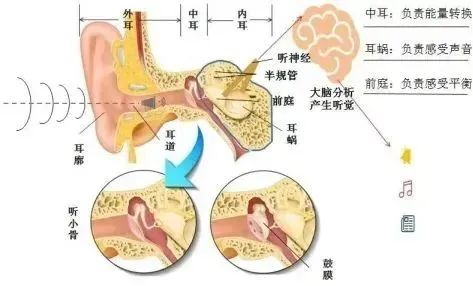 外耳
中耳
内耳
中耳：负责能量转换
耳蜗：负责感受声音
前庭：负责感受平衡
听神经
半规管
前庭
大脑分析
产生听觉
耳蜗
耳道
耳廓
听小骨
鼓膜